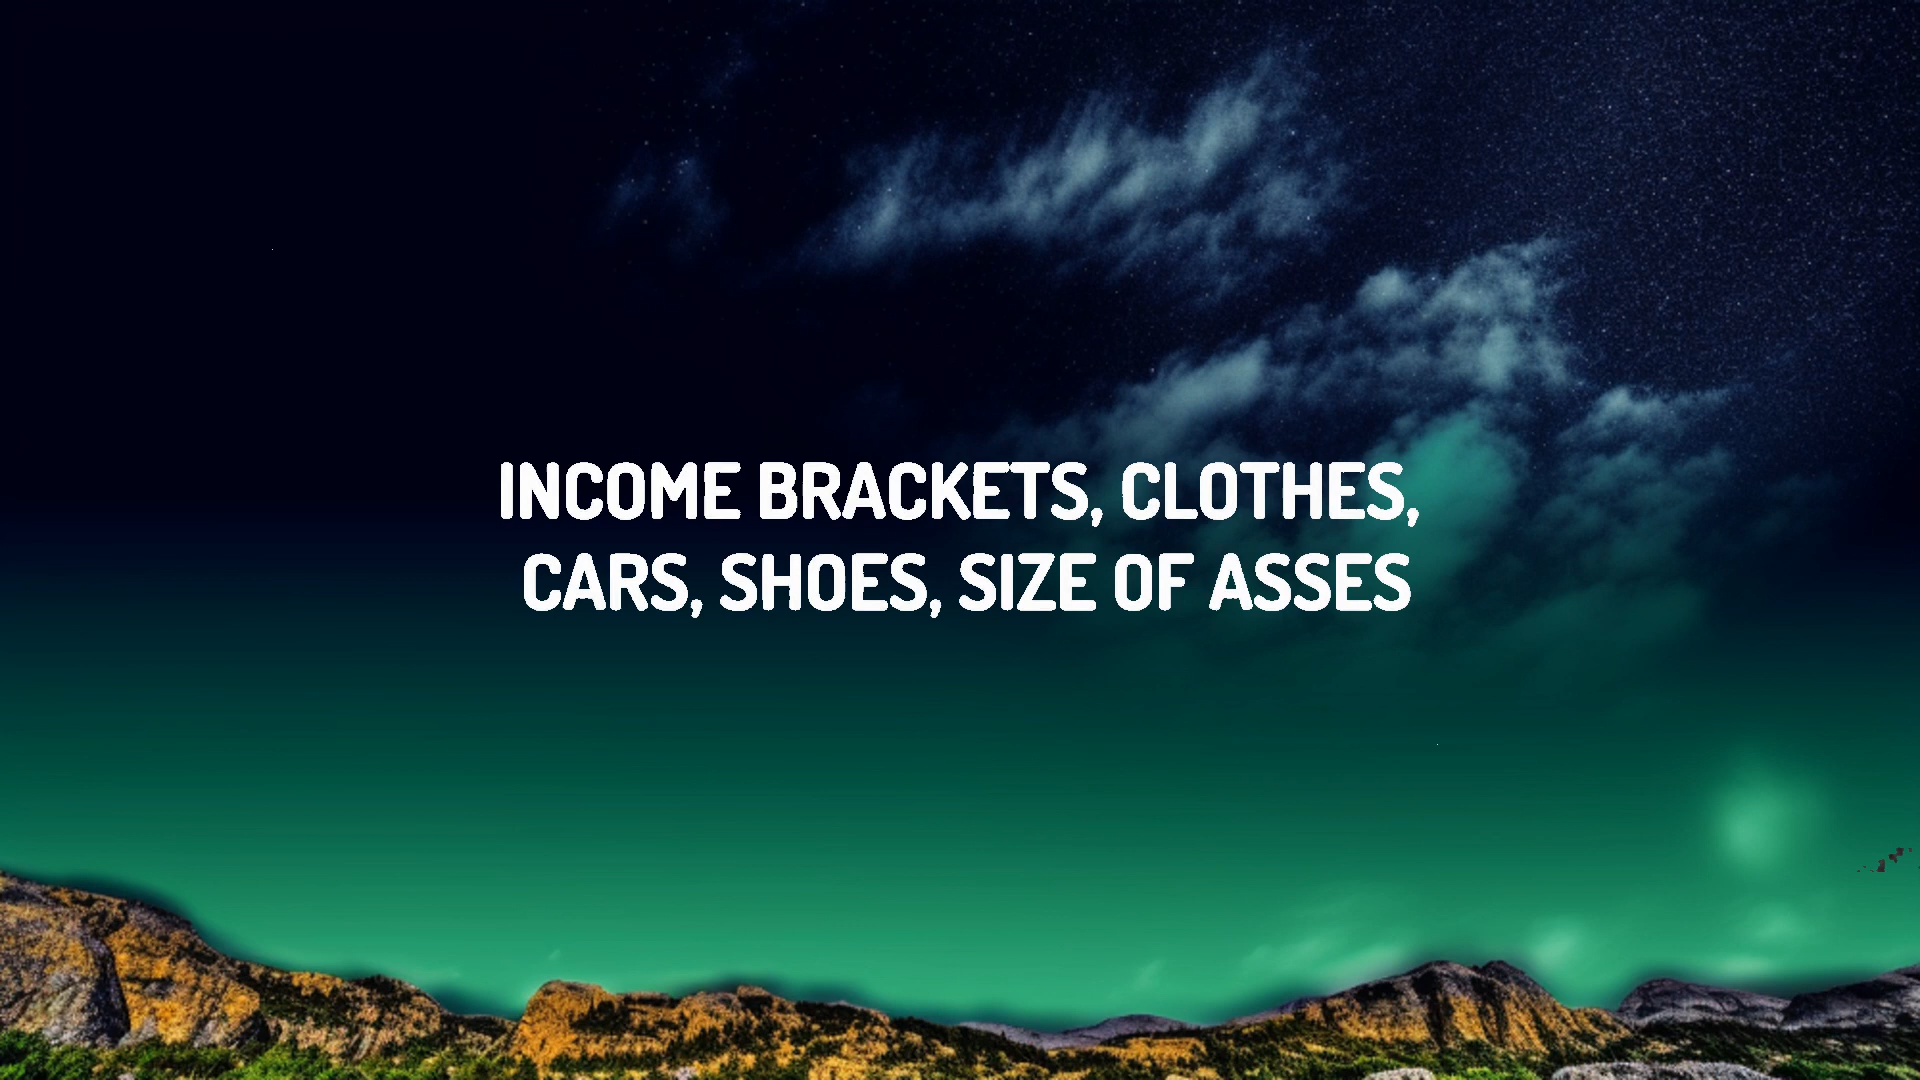 INCOME BRACKETS, CLOTHES,
CARS, SHOES, SIZE OF ASSES